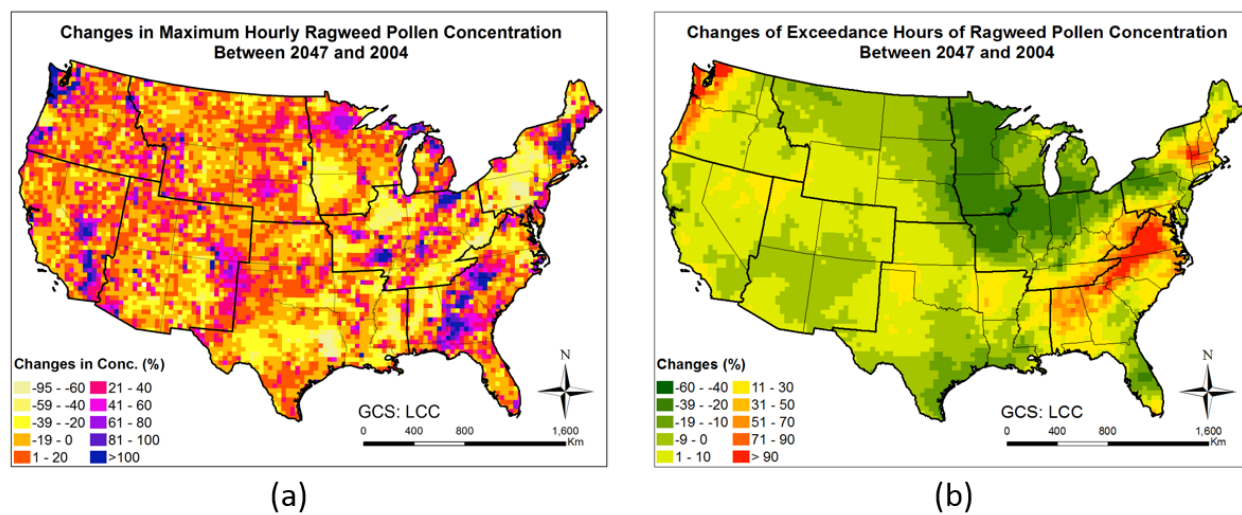 Changes in Maximum Hourly Ragweed Pollen Concentration
Between 2047 and 2004
Changes in Conc. (%)
-95 - -60 21 - 40
-59 - -40 41 - 60
-39 - -20 61 - 80
-19 - 0 81 - 100
1 - 20 >100
N
GCS: LCC
0 400 800 1,600
Km
(a)
Changes of Exceedance Hours of Ragweed Pollen Concentration
Between 2047 and 2004
Changes (%)
-60 - -40 11 - 30
-39 - -20 31 - 50
-19 - -10 51 - 70
-9 - 0 71 - 90
1 - 10 > 90
N
GCS: LCC
0 400 800 1,600
Km
(b)